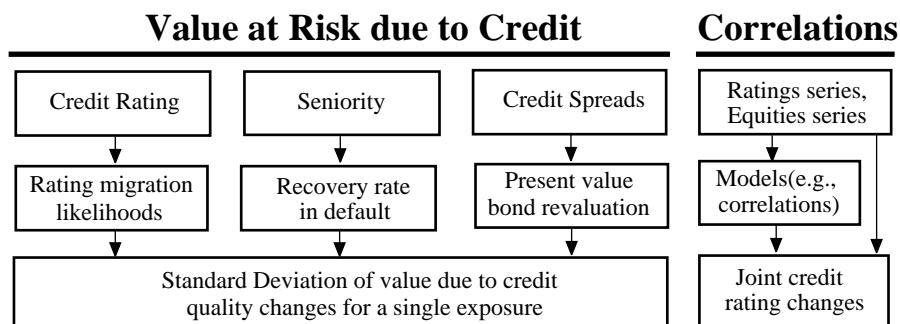 Value at Risk due to Credit
Correlations
Credit Rating
Seniority
Credit Spreads
Ratings series,
Equities series
Rating migration
likelihoods
Recovery rate
in default
Present value
bond revaluation
Models(e.g.,
correlations)
Standard Deviation of value due to credit
quality changes for a single exposure
Joint credit
rating changes